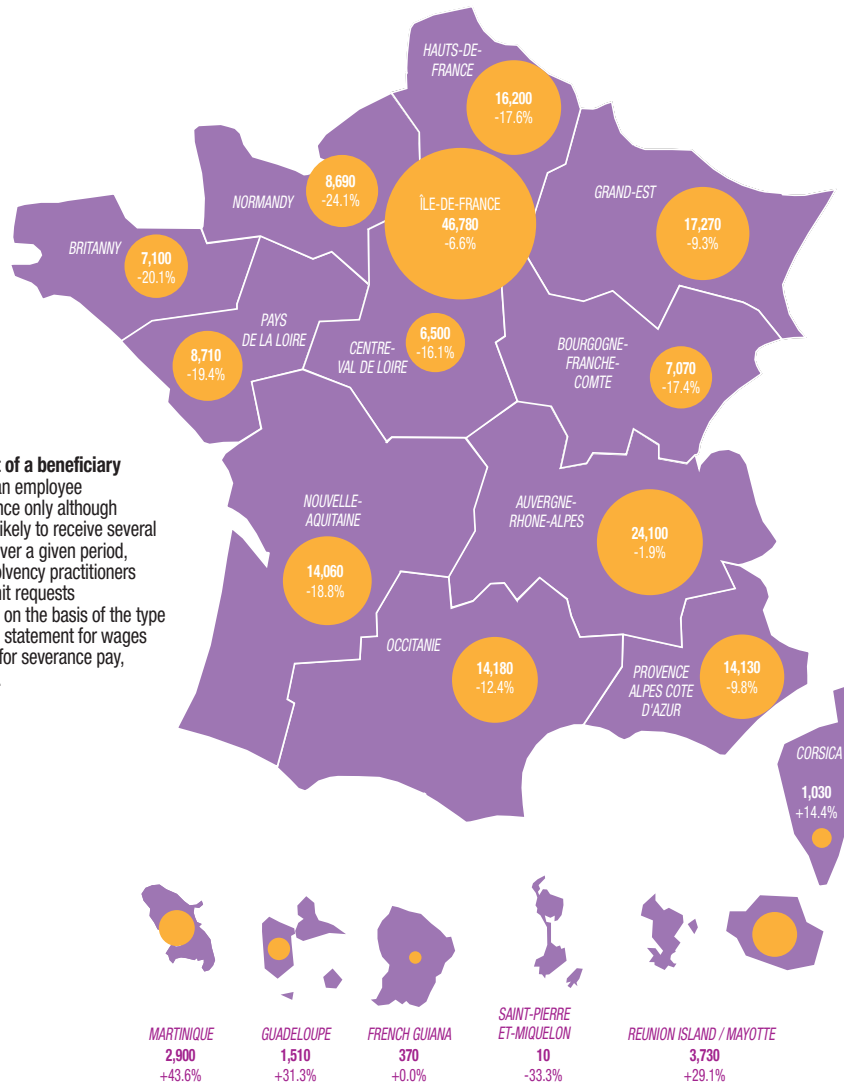 HAUTS-DE-
FRANCE
16,200
-17.6%
8,690
-24.1%
NORMANDY
ÎLE-DE-FRANCE
46,780
-6.6%
GRAND-EST
17,270
-9.3%
BRITANNY
7,100
-20.1%
PAYS
DE LA LOIRE
8,710
-19.4%
6,500
-16.1%
CENTRE-
VAL DE LOIRE
BOURGOGNE-
FRANCHE-
COMTE
7,070
-17.4%
of a beneficiary
an employee
nce only although
ikely to receive several
ver a given period,
olvency practitioners
nit requests
on the basis of the type
statement for wages
for severance pay,
NOUVELLE-
AQUITAINE
14,060
-18.8%
AUVERGNE-
RHONE-ALPES
24,100
-1.9%
OCCITANIE
14,180
-12.4%
PROVENCE
ALPES COTE
D'AZUR
14,130
-9.8%
CORSICA
1,030
+14.4%
MARTINIQUE
2,900
+43.6%
GUADELOUPE
1,510
+31.3%
FRENCH GUIANA
370
+0.0%
SAINT-PIERRE
ET-MIQUELON
10
-33.3%
REUNION ISLAND / MAYOTTE
3,730
+29.1%